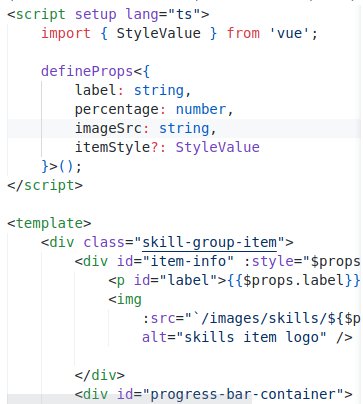 <script setup lang="ts">
import { StyleValue } from 'vue';
defineProps<{
label: string,
percentage: number,
imageSrc: string,
itemStyle?: StyleValue
}>();
</script>
<template>
<div class="skill-group-item">
<div id="item-info" :style="$props
<p id="label">{{$props.label}}
<img
:src="`/images/skills/${$p
alt="skills item logo" />
</div>
<div id="progress-bar-container">